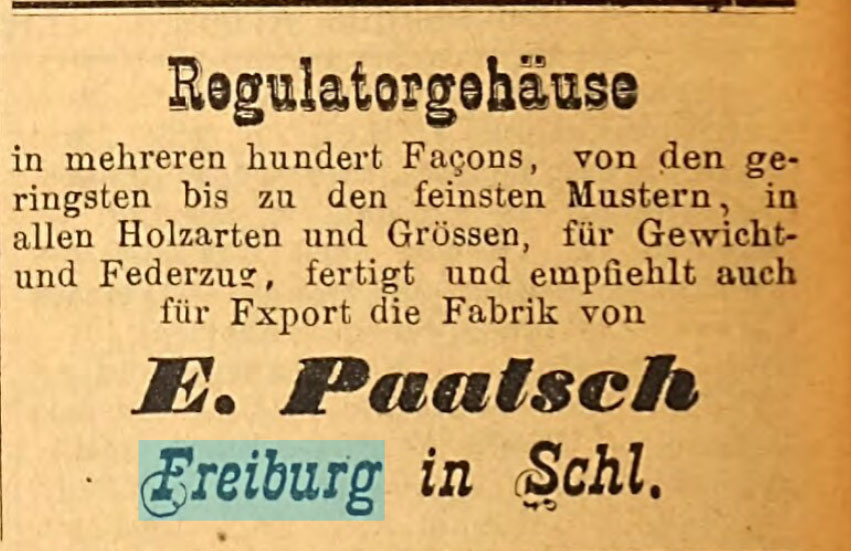 Regulatorgehäuse
in mehreren hundert Façons, von den ge-
ringsten bis zu den feinsten Mustern, in
allen Holzarten und Grössen, für Gewicht-
und Federzug, fertigt und empfiehlt auch
für Fxport die Fabrik von
E. Paatsch
Freiburg in Schl.